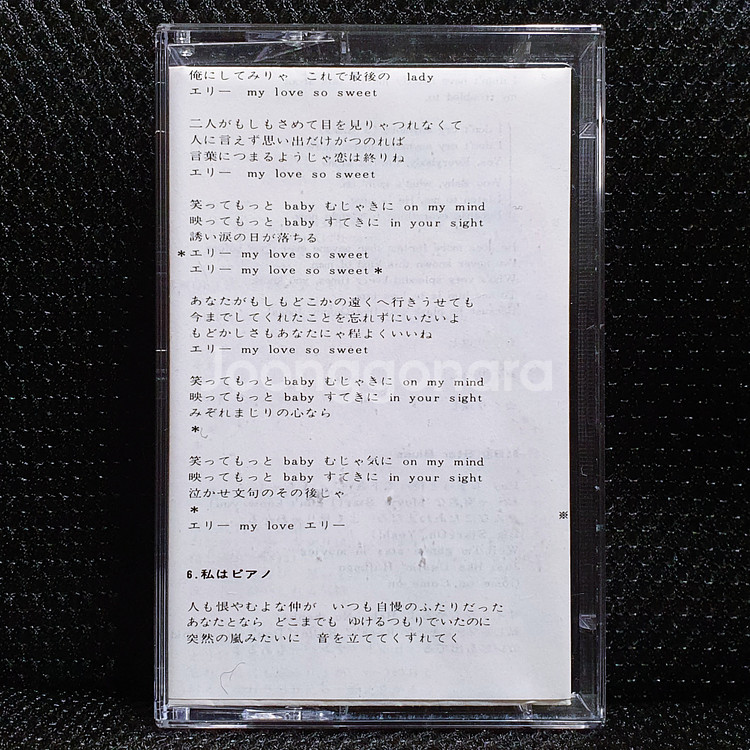 俺にしてみりゃ　これで最後の　lady
エリー　my love so sweet
二人がもしもさめて目を見りゃつれなくて
人に言えず思い出だけがつのれば
言葉につまるようじゃ恋は終りね
エリー　my love so sweet
笑ってもっと baby むじゃきに on my mind
映ってもっと baby すてきに in your sight
誘い涙の日が落ちる
＊エリー my love so sweet
エリー my love so sweet＊
あなたがもしもどこかの遠くへ行きうせても
今までしてくれたことを忘れずにいたいよ
もどかしさもあなたにゃ程よくいいね
エリー my love so sweet
笑ってもっと baby むじゃきに on my mind
映ってもっと baby すてきに in your sight
みぞれまじりの心なら
＊
笑ってもっと baby むじゃ気に on my mind
映ってもっと baby すてきに in your sight
泣かせ文句のその後じゃ
＊
エリー my love エリー
※
6.私はピアノ
人も恨やむよな仲が　いつも自慢のふたりだった
あなたとなら どこまでも ゆけるつもりでいたのに
突然の嵐みたいに　音を立ててくずれてく
joonggonara